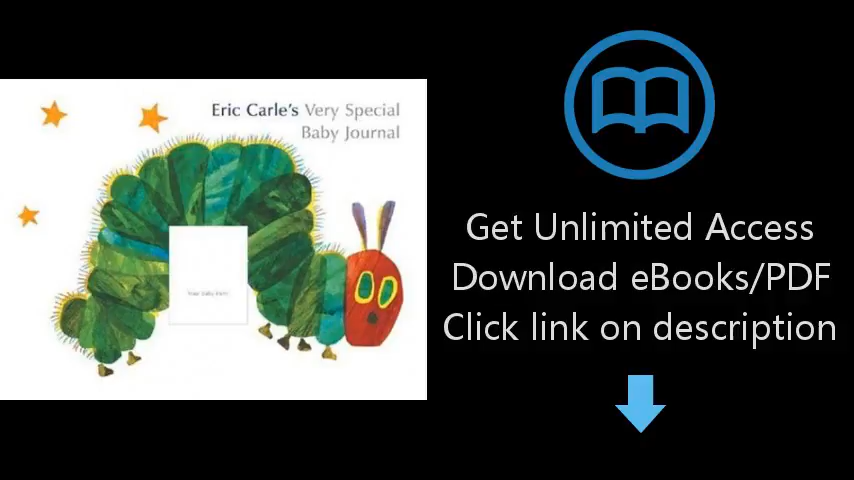 Eric Carle's Very Special
Baby Journal
Get Unlimited Access
Download eBooks/PDF
Click link on description